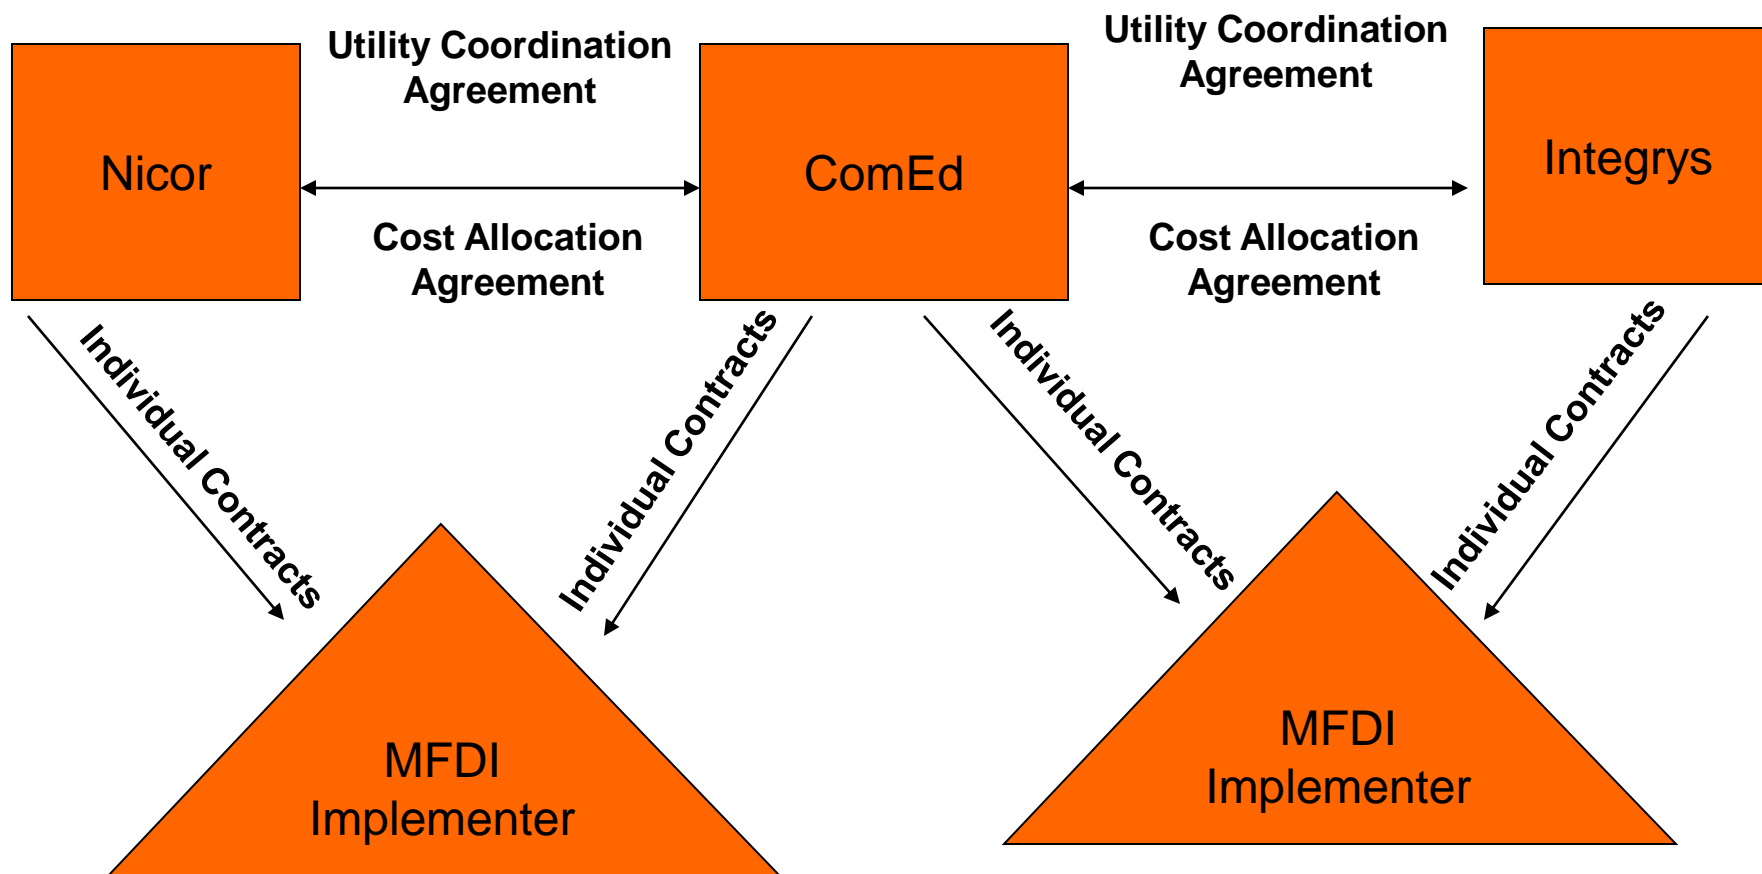 Utility Coordination
Agreement
Utility Coordination
Agreement
Nicor
ComEd
Integrys
Cost Allocation
Agreement
Cost Allocation
Agreement
Individual Contracts
Individual Contracts
Individual Contracts
Individual Contracts
MFDI
Implementer
MFDI
Implementer